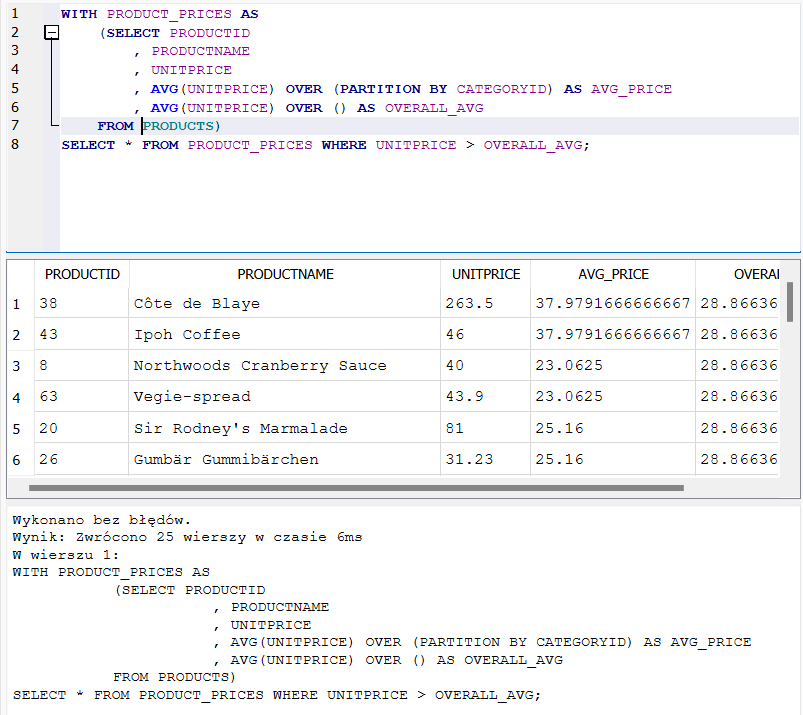 1 WITH PRODUCT_PRICES AS
2 (SELECT PRODUCTID
3 , PRODUCTNAME
4 , UNITPRICE
5 , AVG(UNITPRICE) OVER (PARTITION BY CATEGORYID) AS AVG_PRICE
6 , AVG(UNITPRICE) OVER () AS OVERALL_AVG
7 FROM PRODUCTS)
8 SELECT * FROM PRODUCT_PRICES WHERE UNITPRICE > OVERALL_AVG;
PRODUCTID PRODUCTNAME UNITPRICE AVG_PRICE
1 38 Côte de Blaye 263.5 37.9791666666667 28.86636
2 43 Ipoh Coffee 46 37.9791666666667 28.86636
3 8 Northwoods Cranberry Sauce 40 23.0625 28.86636
4 63 Vegie-spread 43.9 23.0625 28.86636
5 20 Sir Rodney's Marmalade 81 25.16 28.86636
6 26 Gumbär Gummibärchen 31.23 25.16 28.86636
Wykonano bez błędów.
Wynik: Zwrócono 25 wierszy w czasie 6ms
W wierszu 1:
WITH PRODUCT_PRICES AS
(SELECT PRODUCTID
, PRODUCTNAME
, UNITPRICE
, AVG(UNITPRICE) OVER (PARTITION BY CATEGORYID) AS AVG_PRICE
, AVG(UNITPRICE) OVER () AS OVERALL_AVG
FROM PRODUCTS)
SELECT * FROM PRODUCT_PRICES WHERE UNITPRICE > OVERALL_AVG;